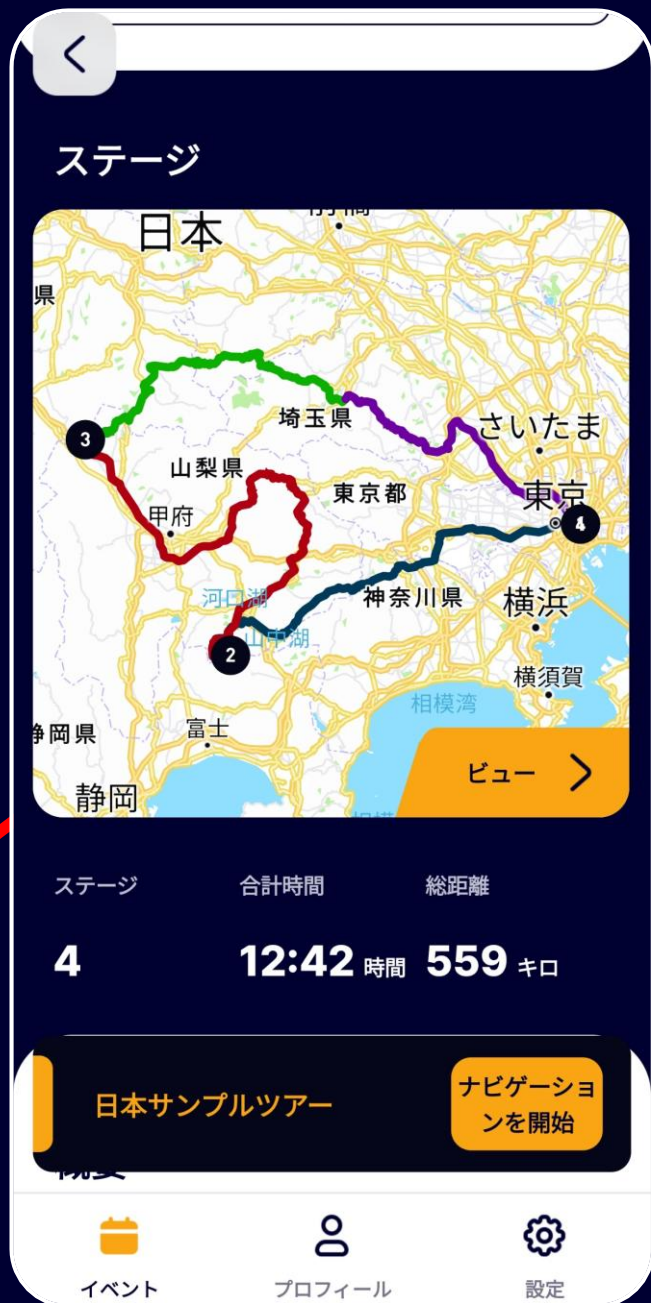 ステージ
日本
県
埼玉県
さいたま
3
山梨県
東京都
東京
甲府
4
河口湖
神奈川県
横浜
2
山中湖
横須賀
相模湾
富士
静岡県
静岡
ビュー
ステージ
合計時間
総距離
4
12:42 時間
559 キロ
日本サンプルツアー
ナビゲーショ
ンを開始
概要
イベント
プロフィール
設定